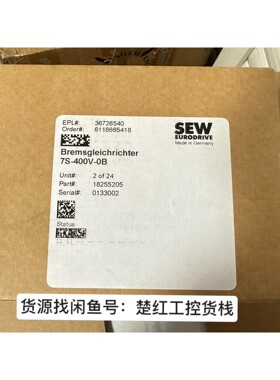 EPL#: 36726540
Order#: 6118665418
SEW
EURODRIVE
Made in Germany
Bremsgleichrichter
7S-400V-0B
Unit#: 2 of 24
Part#: 18255205
Serial#: 0133002
Status
货源找闲鱼号：楚红工控货栈